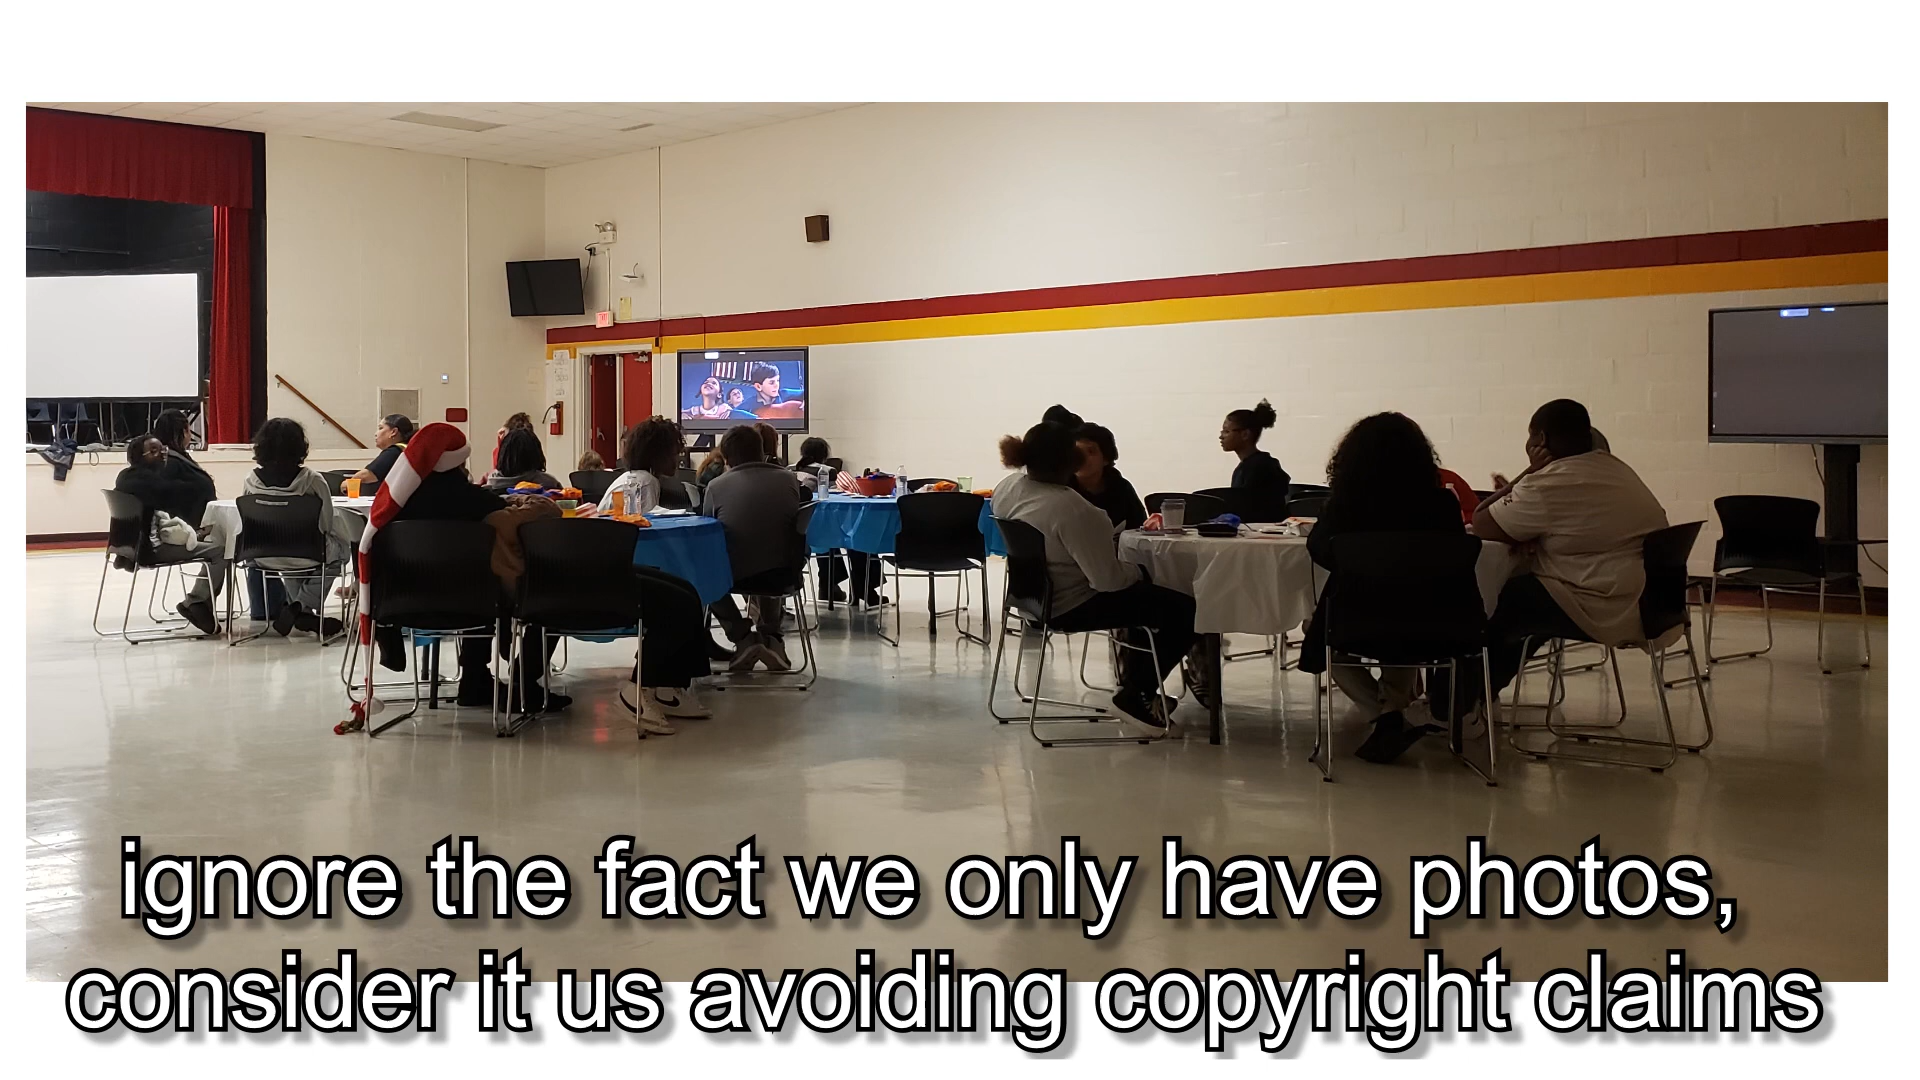 ignore the fact we only have photos,
consider it us avoiding copyright claims